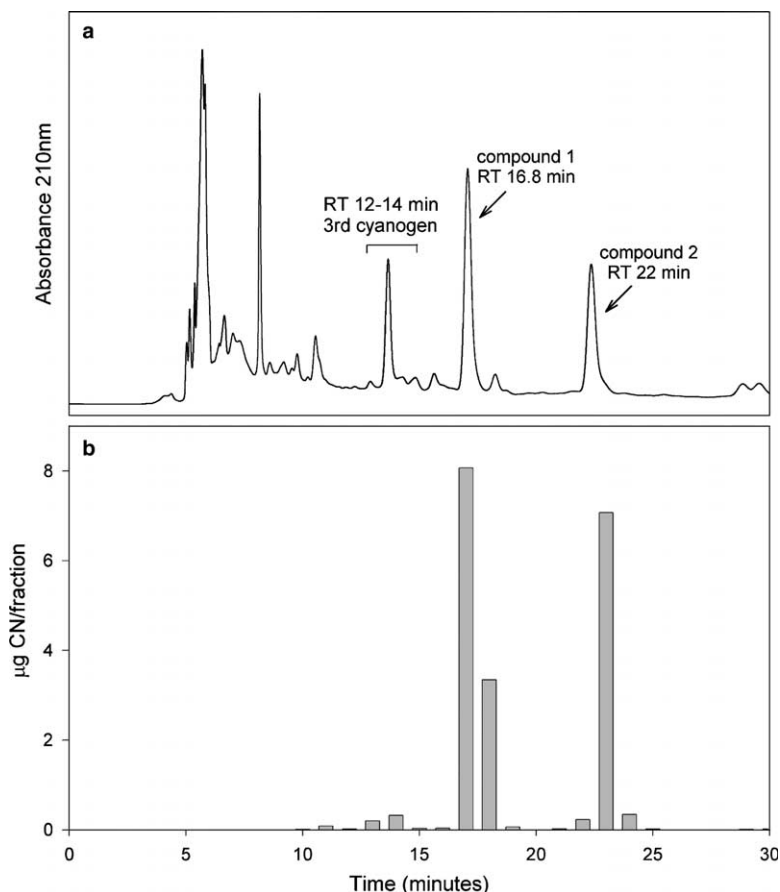 a
Absorbance 210nm
RT 12-14 min
3rd cyanogen
compound 1
RT 16.8 min
compound 2
RT 22 min
b
µg CN/fraction
8
6
4
2
0
0 5 10 15 20 25 30
Time (minutes)